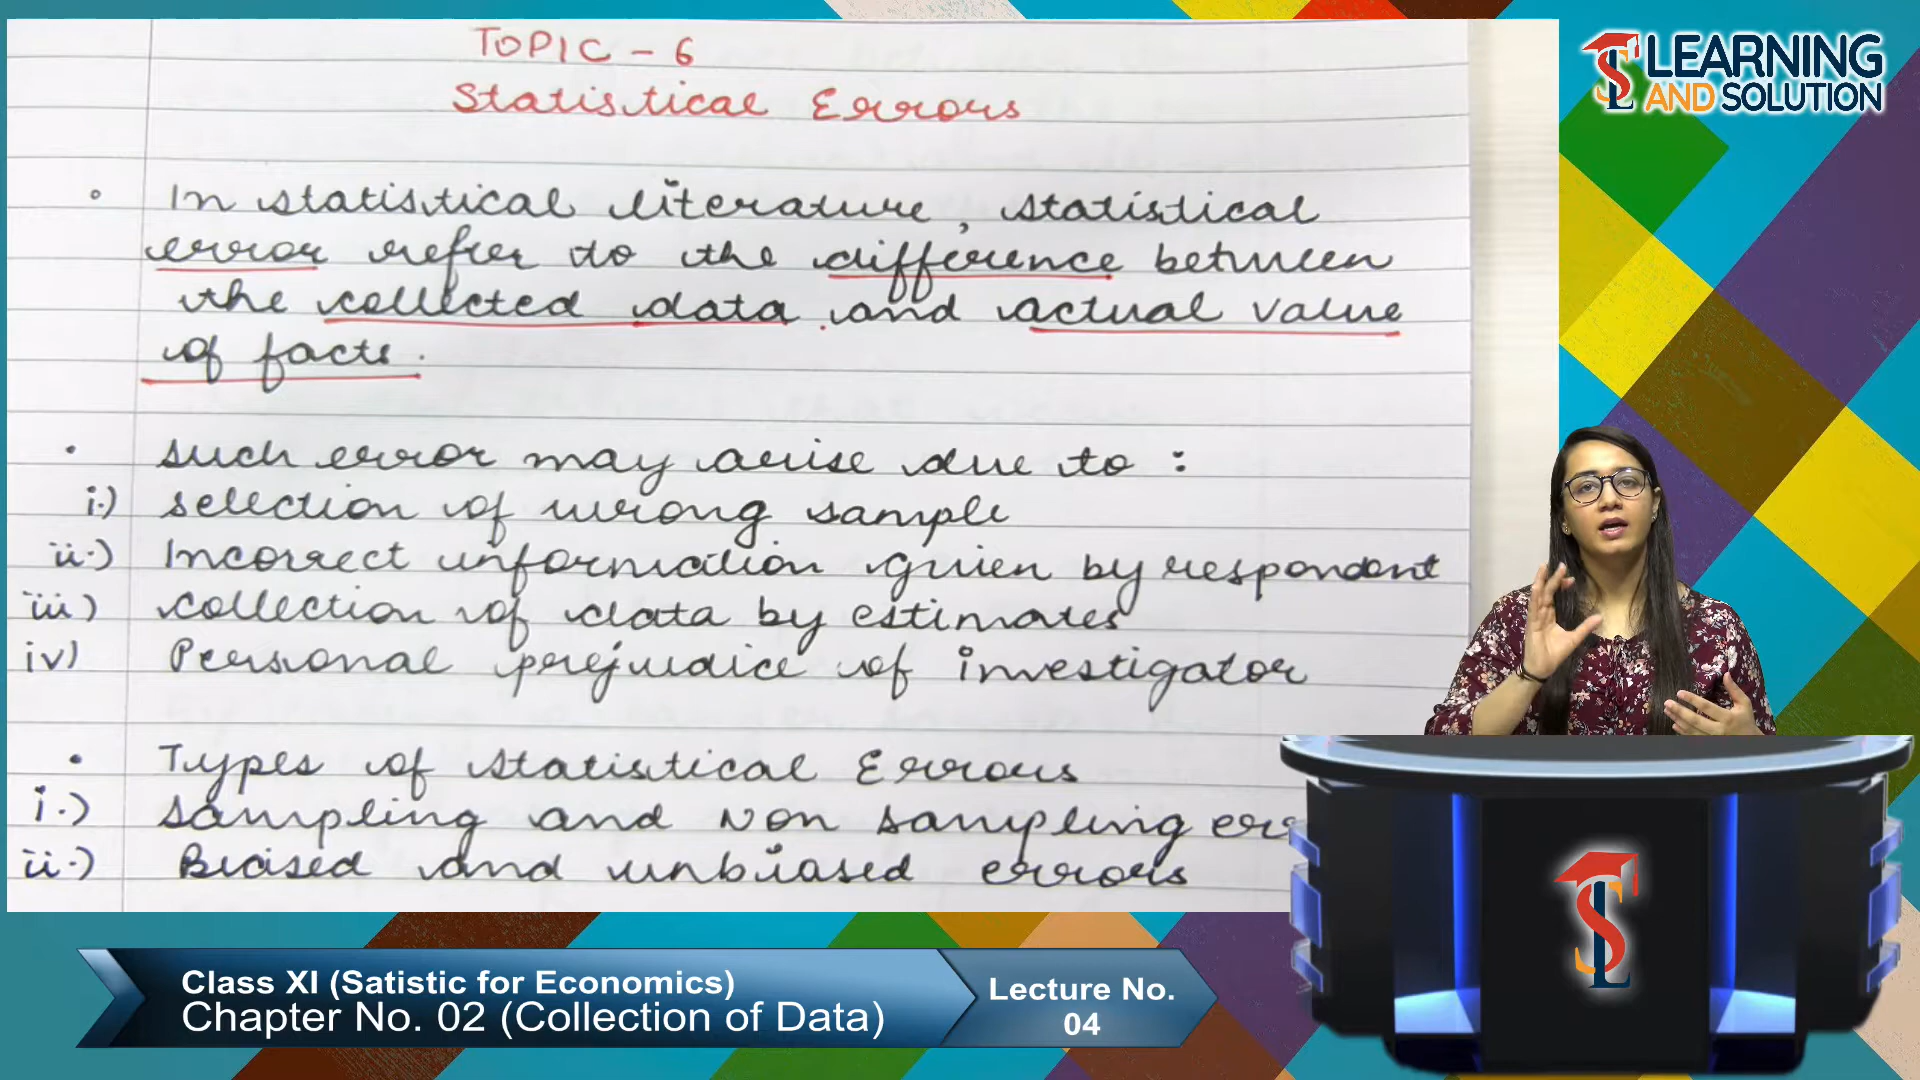 TOPIC - 6
Statistical Errors
• In statistical literature, statistical
error refer to the difference between
the collected data and actual value
of facts.
• such error may arise due to :
i.) selection of wrong sample
ii.) Incorrect information given by respondent
iii) collection of data by estimates
iv) Personal prejudice of investigator
• Types of statistical Errors
i.) sampling and Non sampling err
ii.) Biased and unbiased errors
LEARNING
AND SOLUTION
Class XI (Satistic for Economics)
Chapter No. 02 (Collection of Data)
Lecture No.
04